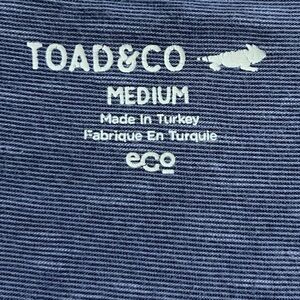 TOAD&CO
MEDIUM
Made In Turkey
Fabrique En Turquie
eco